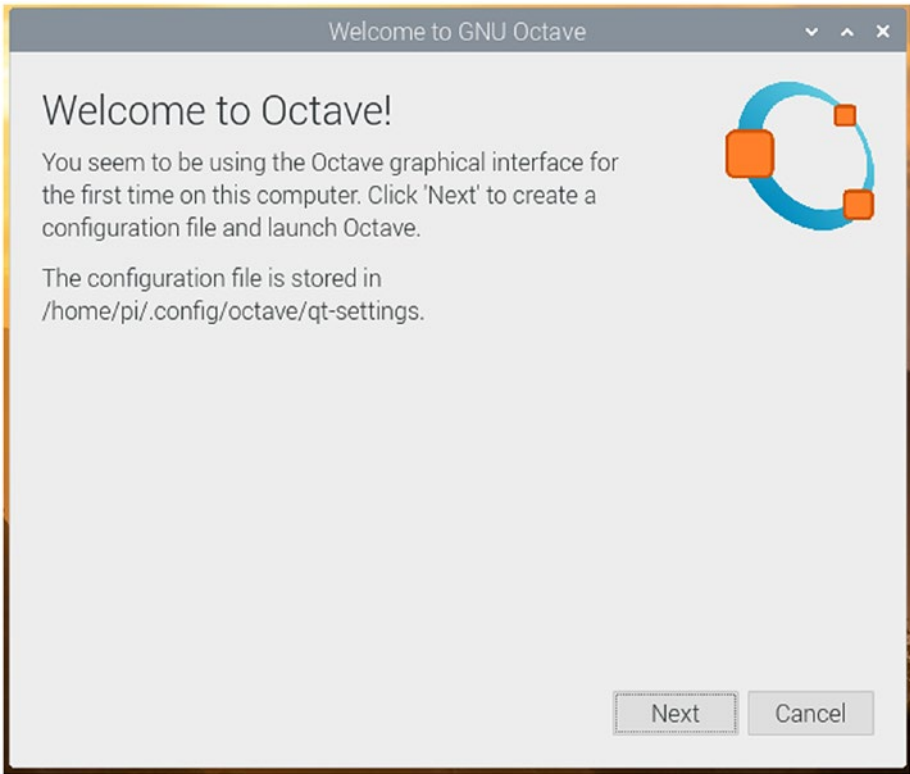 Welcome to GNU Octave
Welcome to Octave!
You seem to be using the Octave graphical interface for
the first time on this computer. Click 'Next' to create a
configuration file and launch Octave.
The configuration file is stored in
/home/pi/.config/octave/qt-settings.
Next Cancel